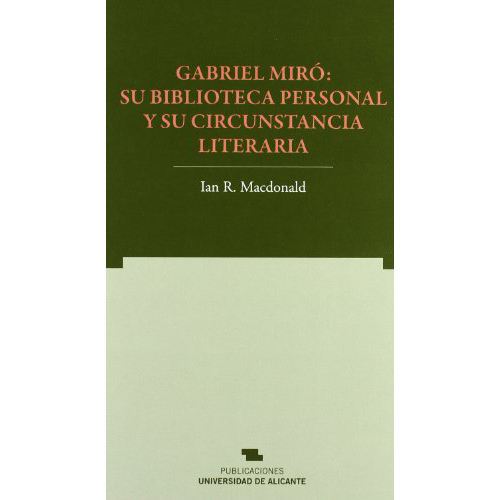 GABRIEL MIRÓ:
SU BIBLIOTECA PERSONAL
Y SU CIRCUNSTANCIA
LITERARIA
Ian R. Macdonald
PUBLICACIONES
UNIVERSIDAD DE ALICANTE